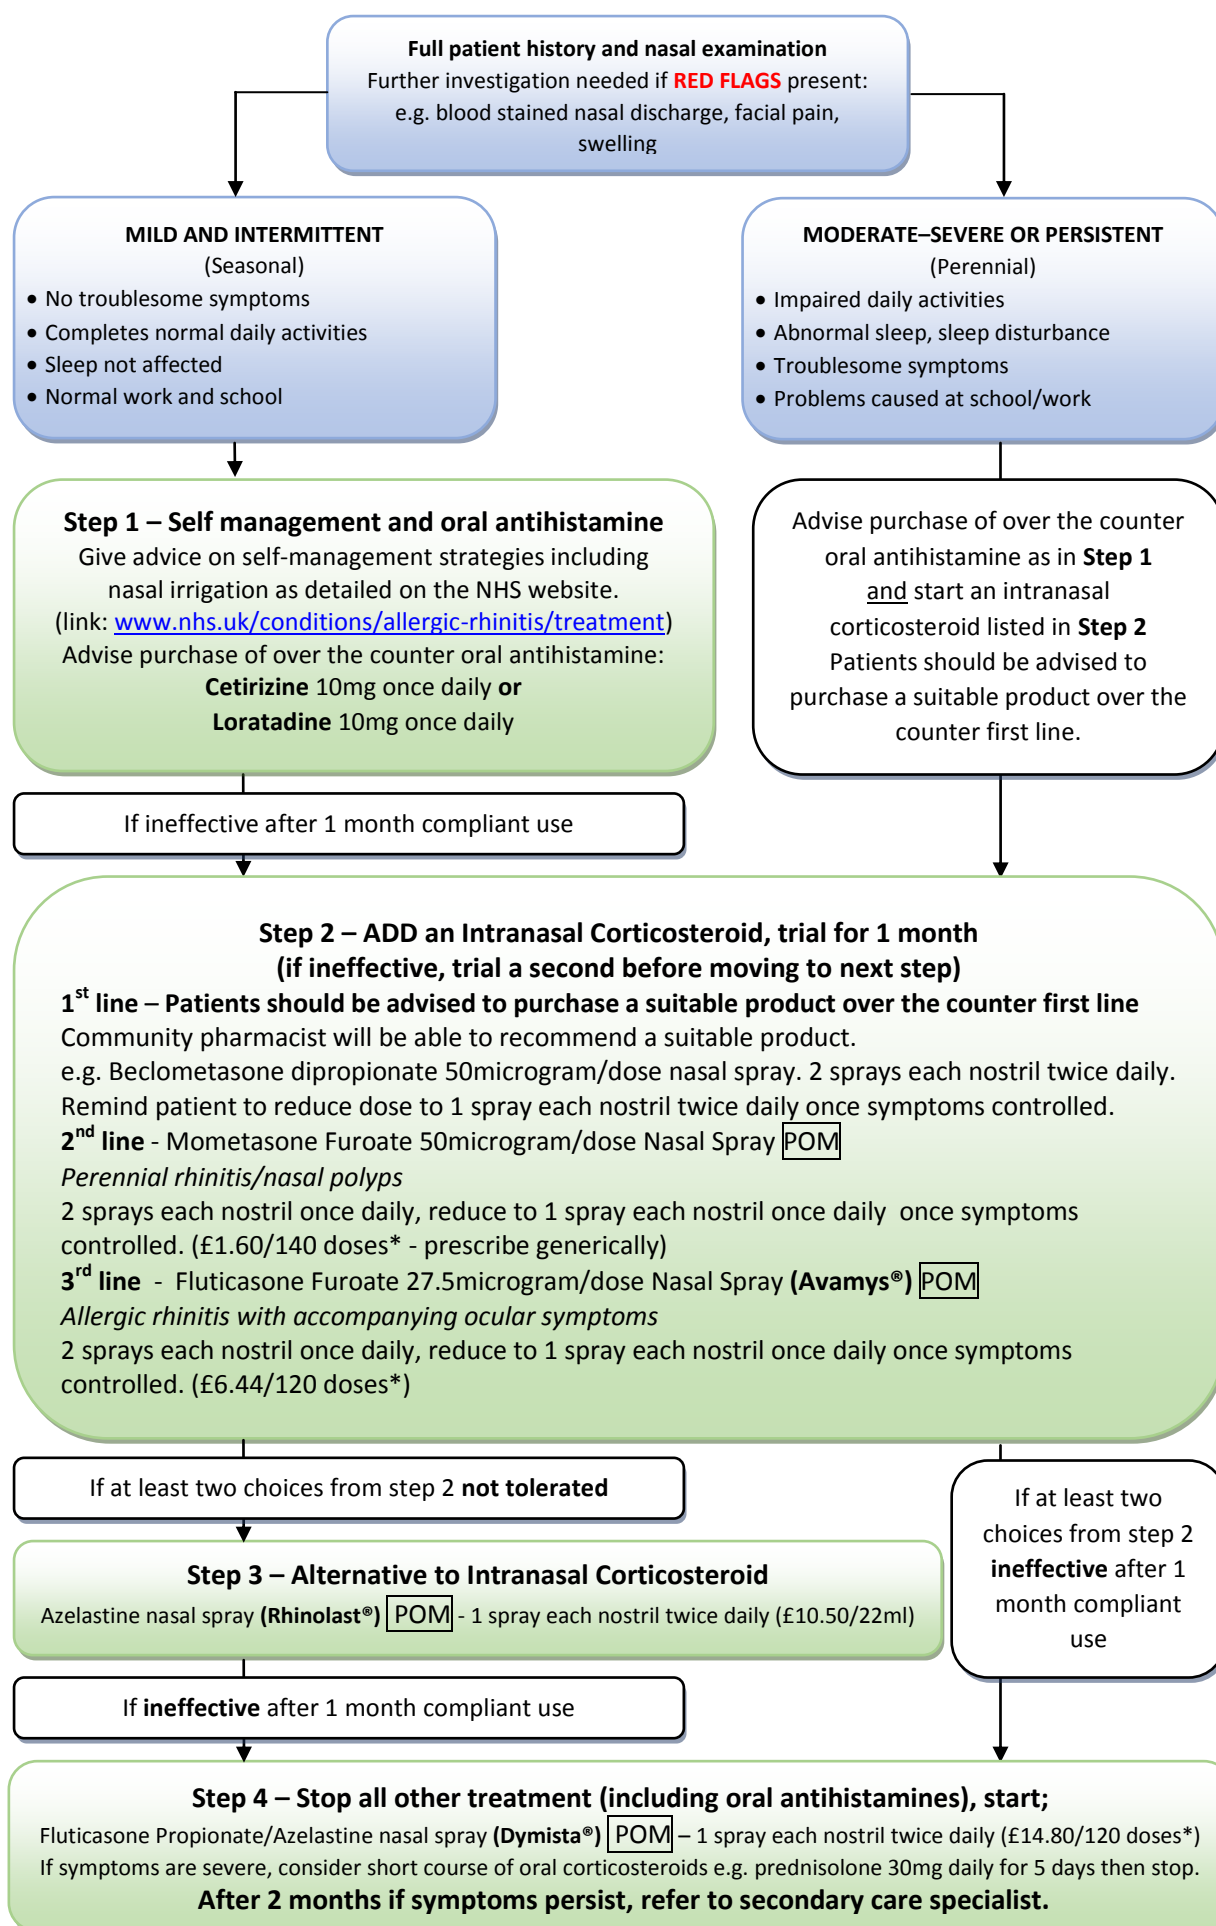 Full patient history and nasal examination
Further investigation needed if RED FLAGS present:
e.g. blood stained nasal discharge, facial pain,
swelling
MILD AND INTERMITTENT
(Seasonal)
• No troublesome symptoms
• Completes normal daily activities
• Sleep not affected
• Normal work and school
MODERATE–SEVERE OR PERSISTENT
(Perennial)
• Impaired daily activities
• Abnormal sleep, sleep disturbance
• Troublesome symptoms
• Problems caused at school/work
Step 1 – Self management and oral antihistamine
Give advice on self-management strategies including
nasal irrigation as detailed on the NHS website.
(link: www.nhs.uk/conditions/allergic-rhinitis/treatment)
Advise purchase of over the counter oral antihistamine:
Cetirizine 10mg once daily or
Loratadine 10mg once daily
Advise purchase of over the counter
oral antihistamine as in Step 1
and start an intranasal
corticosteroid listed in Step 2
Patients should be advised to
purchase a suitable product over the
counter first line.
If ineffective after 1 month compliant use
Step 2 – ADD an Intranasal Corticosteroid, trial for 1 month
(if ineffective, trial a second before moving to next step)
1st line – Patients should be advised to purchase a suitable product over the counter first line
Community pharmacist will be able to recommend a suitable product.
e.g. Beclometasone dipropionate 50microgram/dose nasal spray. 2 sprays each nostril twice daily.
Remind patient to reduce dose to 1 spray each nostril twice daily once symptoms controlled.
2nd line - Mometasone Furoate 50microgram/dose Nasal Spray POM
Perennial rhinitis/nasal polyps
2 sprays each nostril once daily, reduce to 1 spray each nostril once daily once symptoms
controlled. (£1.60/140 doses* - prescribe generically)
3rd line - Fluticasone Furoate 27.5microgram/dose Nasal Spray (Avamys®) POM
Allergic rhinitis with accompanying ocular symptoms
2 sprays each nostril once daily, reduce to 1 spray each nostril once daily once symptoms
controlled. (£6.44/120 doses*)
If at least two choices from step 2 not tolerated
If at least two
choices from step 2
ineffective after 1
month compliant
use
Step 3 – Alternative to Intranasal Corticosteroid
Azelastine nasal spray (Rhinolast®) POM - 1 spray each nostril twice daily (£10.50/22ml)
If ineffective after 1 month compliant use
Step 4 – Stop all other treatment (including oral antihistamines), start;
Fluticasone Propionate/Azelastine nasal spray (Dymista®) POM – 1 spray each nostril twice daily (£14.80/120 doses*)
If symptoms are severe, consider short course of oral corticosteroids e.g. prednisolone 30mg daily for 5 days then stop.
After 2 months if symptoms persist, refer to secondary care specialist.